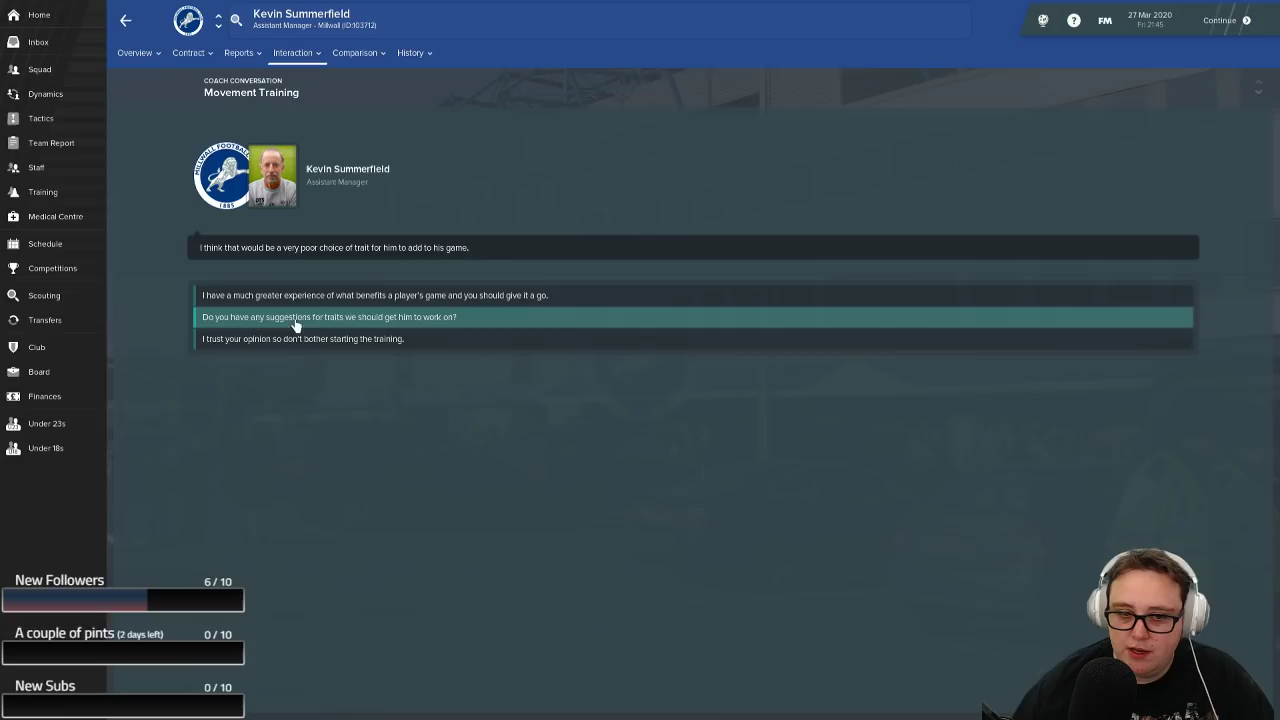 Home
Inbox
Squad
Dynamics
Tactics
Team Report
Staff
Training
Medical Centre
Schedule
Competitions
Scouting
Transfers
Club
Board
Finances
Under 23s
Under 18s
Kevin Summerfield
Assistant Manager - Millwall (ID:103712)
FM
27 Mar 2020
Fri 21:45
Continue
Overview
Contract
Reports
Interaction
Comparison
History
COACH CONVERSATION
Movement Training
MILLWALL FOOTBALL
1885
Kevin Summerfield
Assistant Manager
I think that would be a very poor choice of trait for him to add to his game.
I have a much greater experience of what benefits a player's game and you should give it a go.
Do you have any suggestions for traits we should get him to work on?
I trust your opinion so don't bother starting the training.
New Followers 6 / 10
A couple of pints (2 days left) 0 / 10
New Subs 0 / 10